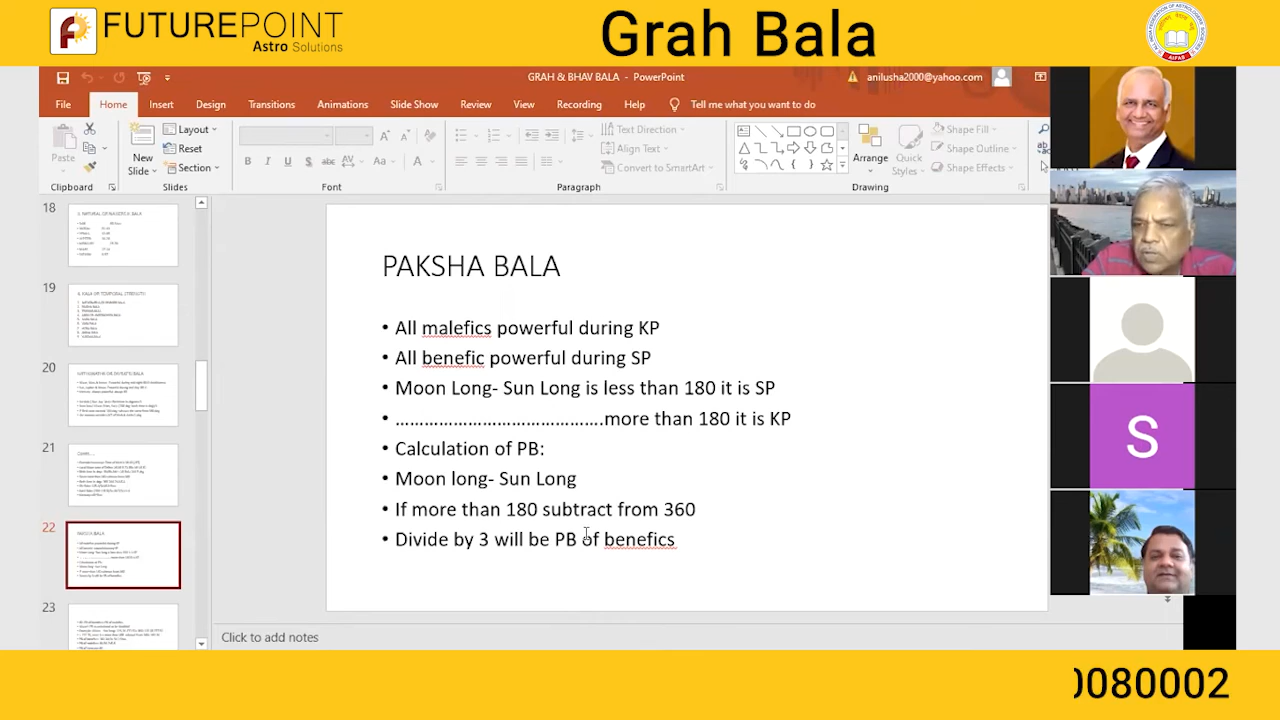 FUTUREPOINT
Astro Solutions
Grah Bala
GRAH & BHAV BALA - PowerPoint
anilusha2000@yahoo.com
File Home Insert Design Transitions Animations Slide Show Review View Recording Help Tell me what you want to do
Paste
New Slide
Layout
Reset
Section
B I U S abc AV Aa A
Text Direction
Align Text
Convert to SmartArt
Arrange
Quick Styles
Shape Fill
Shape Outline
Shape Effects
Clipboard Slides Font Paragraph Drawing
18
19
20
21
22
23
PAKSHA BALA
• All malefics powerful during KP
• All benefic powerful during SP
• Moon Long- Sun Long is less than 180 it is SP
• ………………………………….more than 180 it is KP
• Calculation of PB:
• Moon long- Sun Long
• If more than 180 subtract from 360
• Divide by 3 will be PB of benefics
Click to add notes
S
0080002